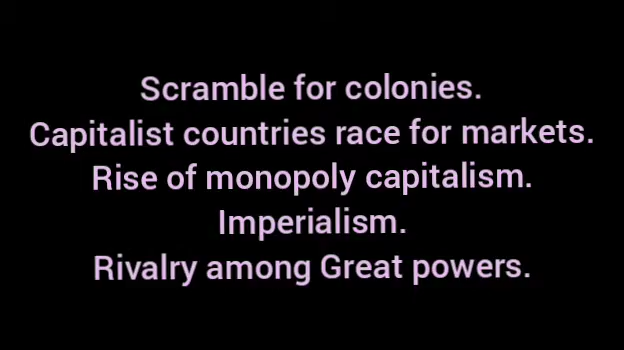 Scramble for colonies.
Capitalist countries race for markets.
Rise of monopoly capitalism.
Imperialism.
Rivalry among Great powers.